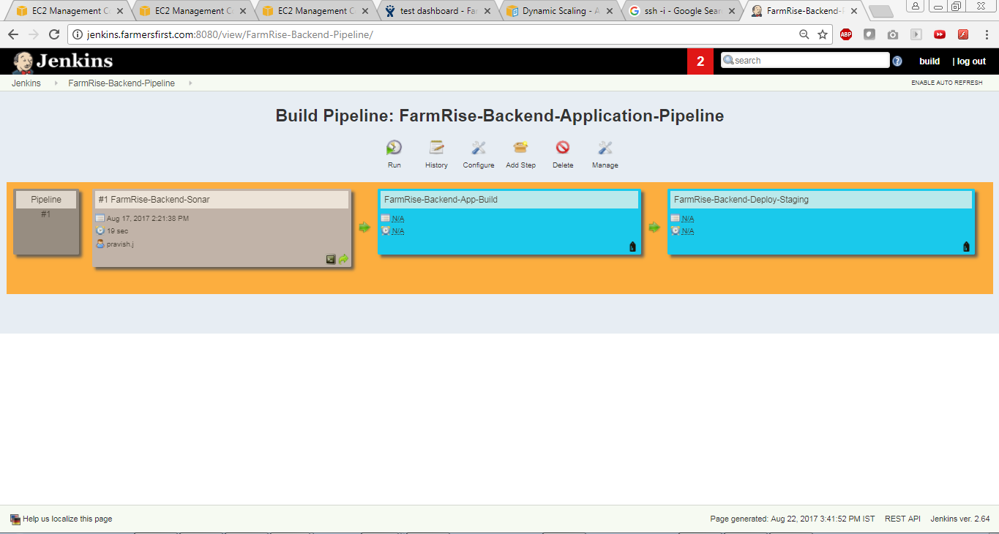 EC2 Management C
EC2 Management C
EC2 Management C
test dashboard - Fa
Dynamic Scaling - A
ssh -i - Google Sear
FarmRise-Backend-
jenkins.farmersfirst.com:8080/view/FarmRise-Backend-Pipeline/
ABP
Jenkins
2
search
build
| log out
Jenkins
FarmRise-Backend-Pipeline
ENABLE AUTO REFRESH
Build Pipeline: FarmRise-Backend-Application-Pipeline
Run
History
Configure
Add Step
Delete
Manage
Pipeline
#1
#1 FarmRise-Backend-Sonar
Aug 17, 2017 2:21:38 PM
19 sec
pravish.j
FarmRise-Backend-App-Build
N/A
N/A
FarmRise-Backend-Deploy-Staging
N/A
N/A
Help us localize this page
Page generated: Aug 22, 2017 3:41:52 PM IST
REST API
Jenkins ver. 2.64